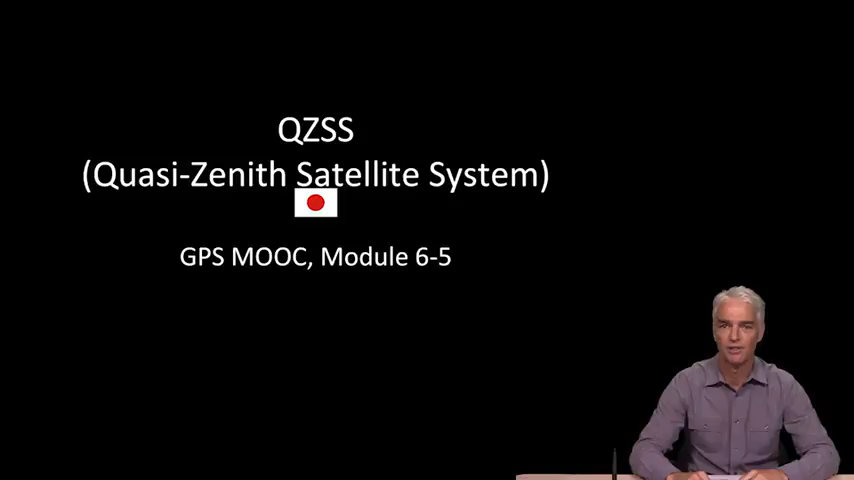 QZSS
(Quasi-Zenith Satellite System)
GPS MOOC, Module 6-5